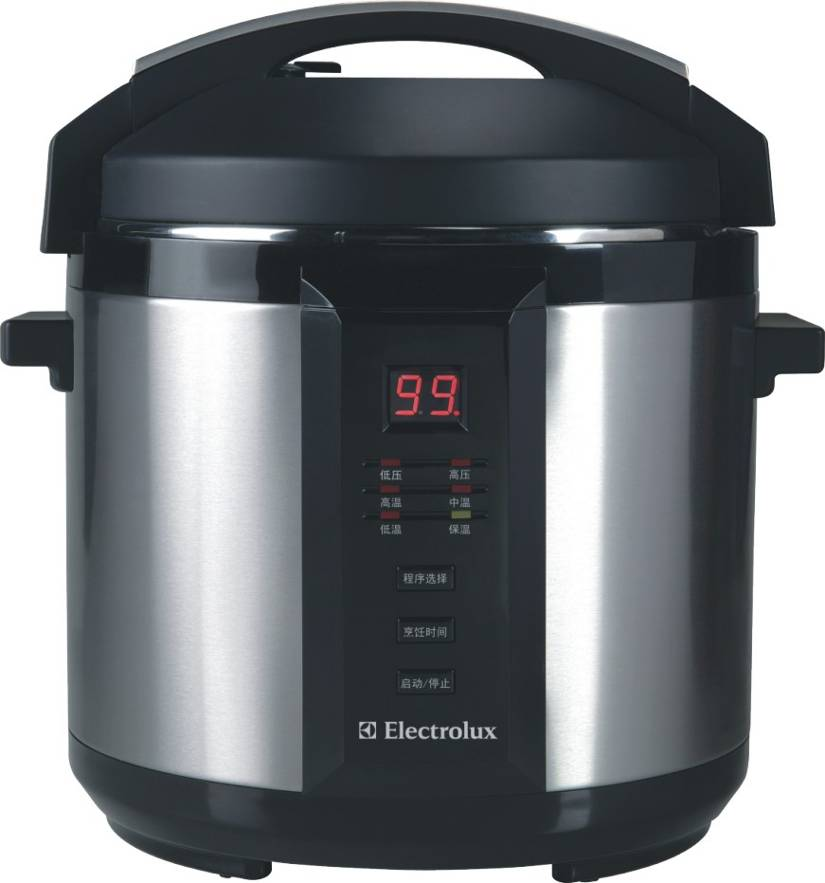 99.
低压 高压
高温 中温
低温 保温
程序选择
烹饪时间
启动/停止
Electrolux